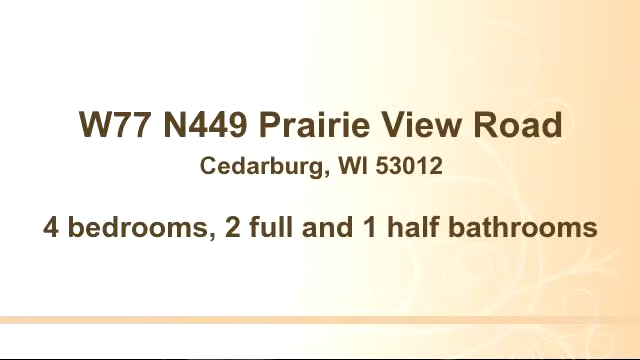 W77 N449 Prairie View Road
Cedarburg, WI 53012
4 bedrooms, 2 full and 1 half bathrooms